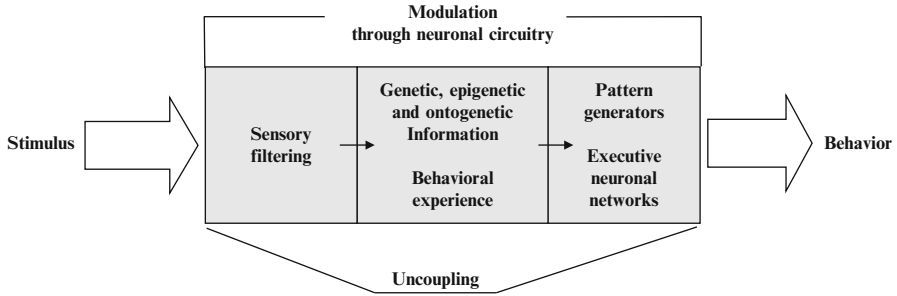 Modulation
through neuronal circuitry
Stimulus
Sensory
filtering
Genetic, epigenetic
and ontogenetic
Information
Behavioral
experience
Pattern
generators
Executive
neuronal
networks
Behavior
Uncoupling